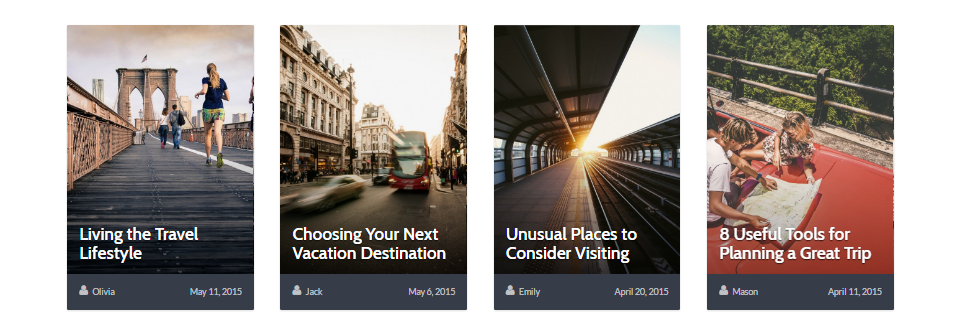 Living the Travel
Lifestyle
Olivia
May 11, 2015
Choosing Your Next
Vacation Destination
Jack
May 6, 2015
Unusual Places to
Consider Visiting
Emily
April 20, 2015
8 Useful Tools for
Planning a Great Trip
Mason
April 11, 2015